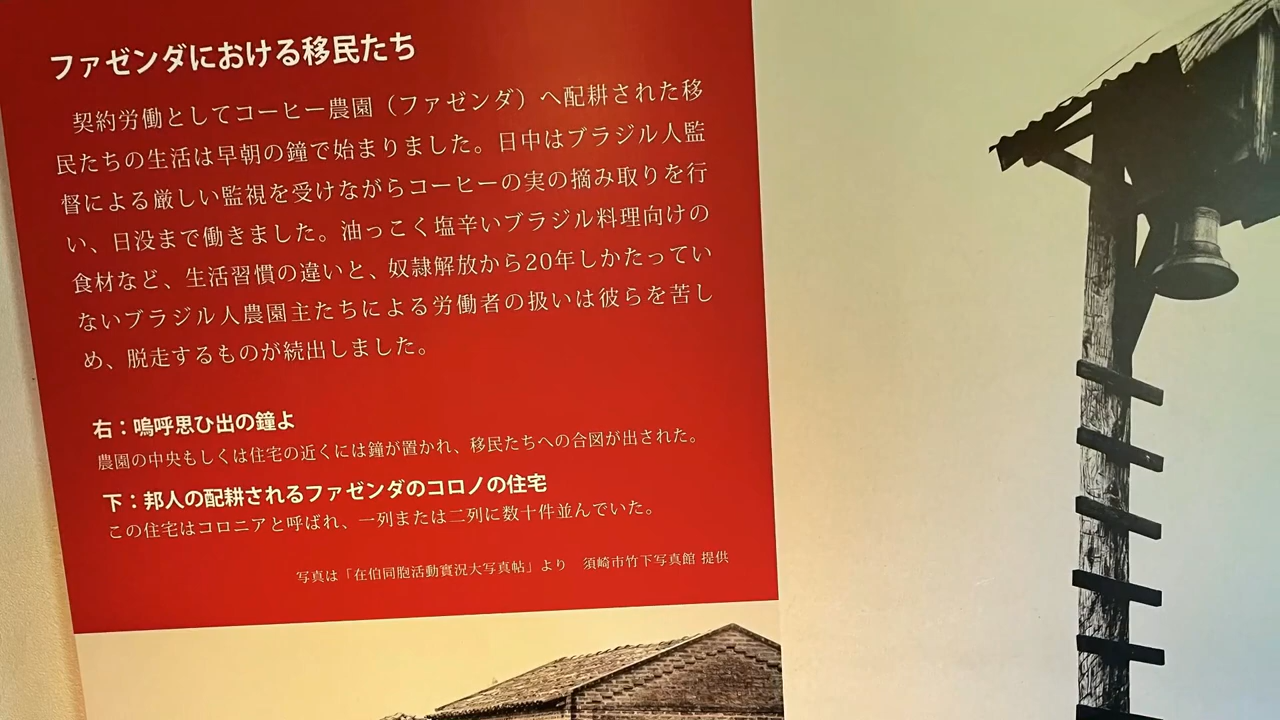 ファゼンダにおける移民たち
契約労働としてコーヒー農園（ファゼンダ）へ配耕された移
民たちの生活は早朝の鐘で始まりました。日中はブラジル人監
督による厳しい監視を受けながらコーヒーの実の摘み取りを行
い、日没まで働きました。油っこく塩辛いブラジル料理向けの
食材など、生活習慣の違いと、奴隷解放から20年しかたってい
ないブラジル人農園主たちによる労働者の扱いは彼らを苦し
め、脱走するものが続出しました。
右：嗚呼思ひ出の鐘よ
農園の中央もしくは住宅の近くには鐘が置かれ、移民たちへの合図が出された。
下：邦人の配耕されるファゼンダのコロノの住宅
この住宅はコロニアと呼ばれ、一列または二列に数十件並んでいた。
写真は「在伯同胞活動實況大写真帖」より　須崎市竹下写真館 提供